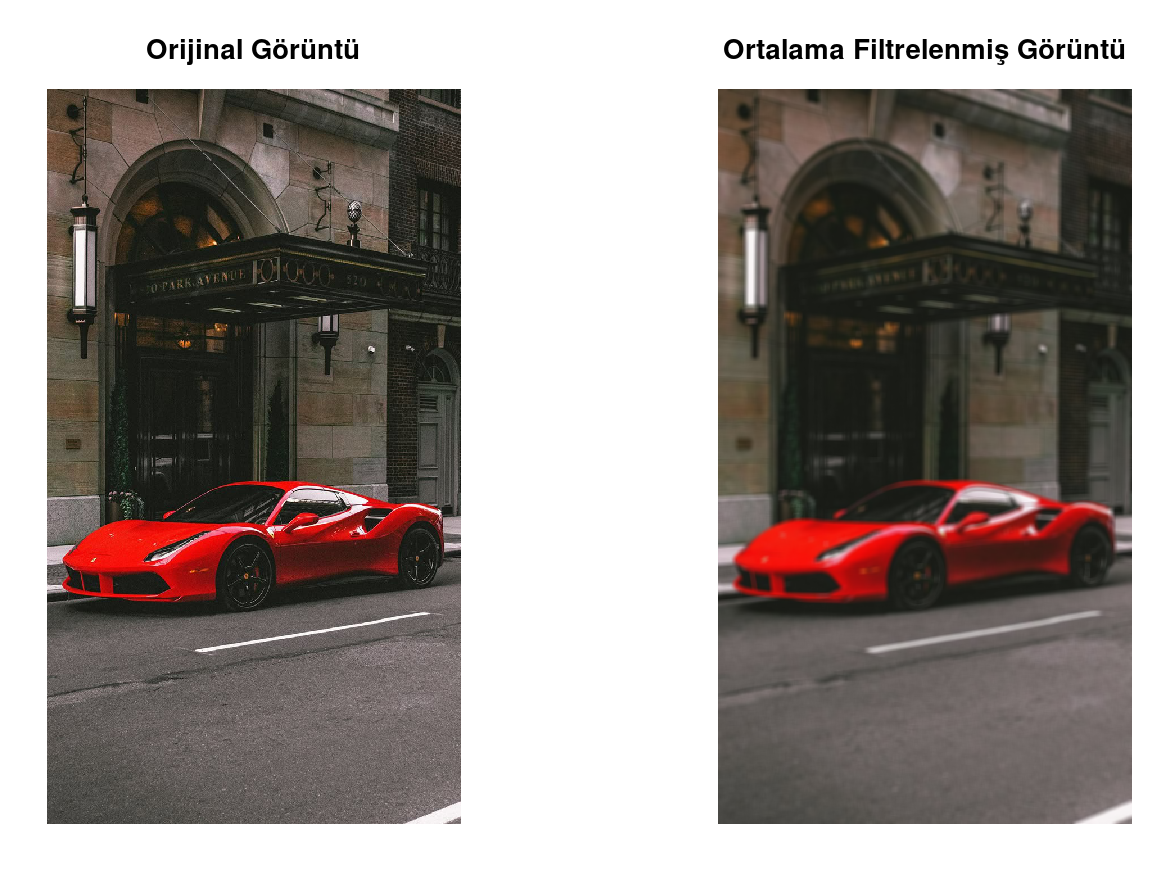 Orijinal Görüntü
Ortalama Filtrelenmiş Görüntü
PARK AVENUE